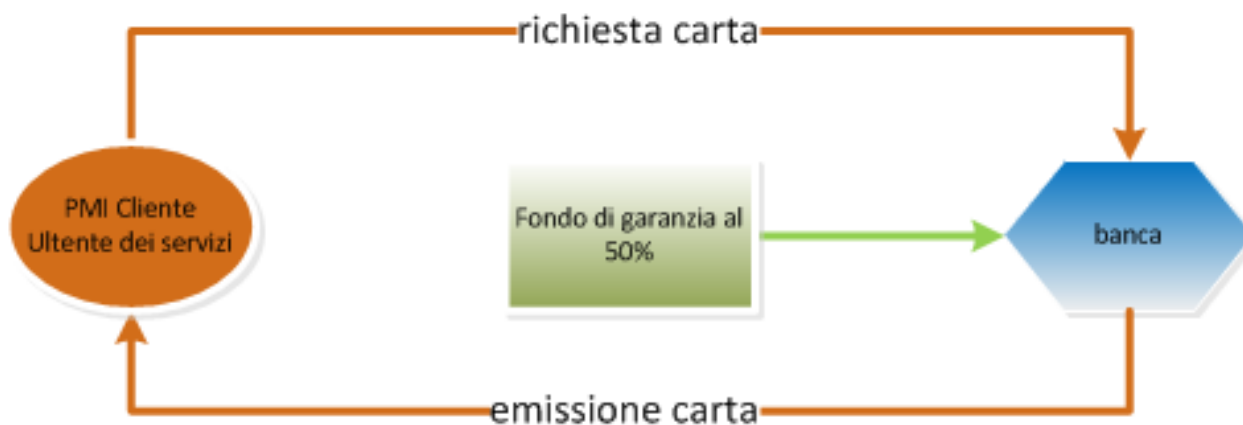 richiesta carta
PMI Cliente
Ultente dei servizi
Fondo di garanzia al
50%
banca
emissione carta